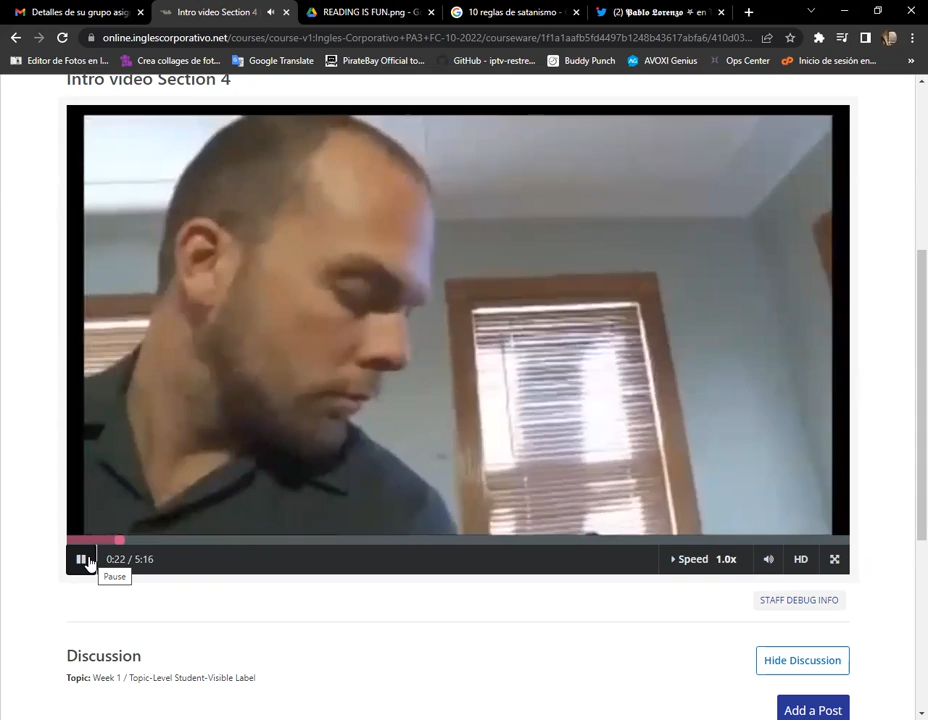 Detalles de su grupo asig
Intro video Section 4
READING IS FUN.png - G
10 reglas de satanismo -
(2) 𝕻𝖆𝖇𝖑𝖔 𝕷𝖔𝖗𝖊𝖓𝖟𝖔 ⛧ en T
online.inglescorporativo.net/courses/course-v1:Ingles-Corporativo+PA3+FC-10-2022/courseware/1f1a1aafb5fd4497b1248b43617abfa6/410d03...
Editor de Fotos en l...
Crea collages de fot...
Google Translate
PirateBay Official to...
GitHub - iptv-restre...
Buddy Punch
AVOXI Genius
Ops Center
Inicio de sesión en...
»
Intro video Section 4
0:22 / 5:16
Speed 1.0x
HD
Pause
STAFF DEBUG INFO
Discussion
Hide Discussion
Topic: Week 1 / Topic-Level Student-Visible Label
Add a Post